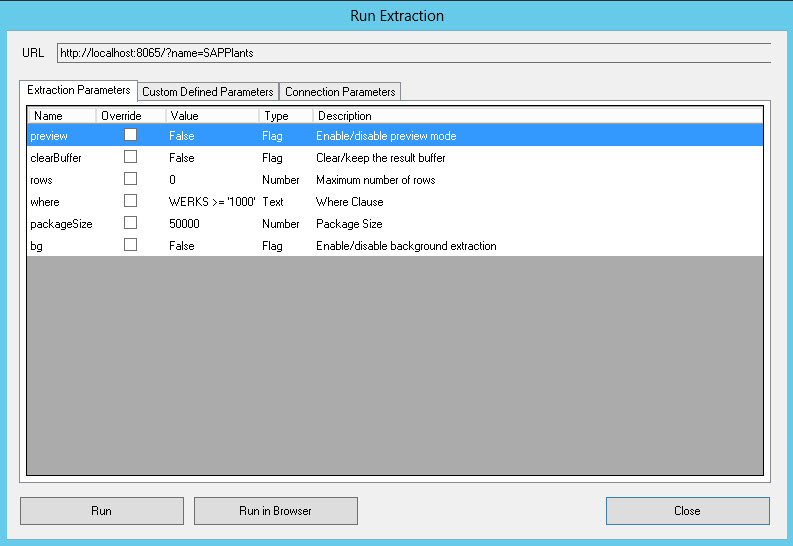 Run Extraction
URL http://localhost:8065/?name=SAPPlants
Extraction Parameters Custom Defined Parameters Connection Parameters
Name Override Value Type Description
preview False Flag Enable/disable preview mode
clearBuffer False Flag Clear/keep the result buffer
rows 0 Number Maximum number of rows
where WERKS >= '1000' Text Where Clause
packageSize 50000 Number Package Size
bg False Flag Enable/disable background extraction
Run Run in Browser Close